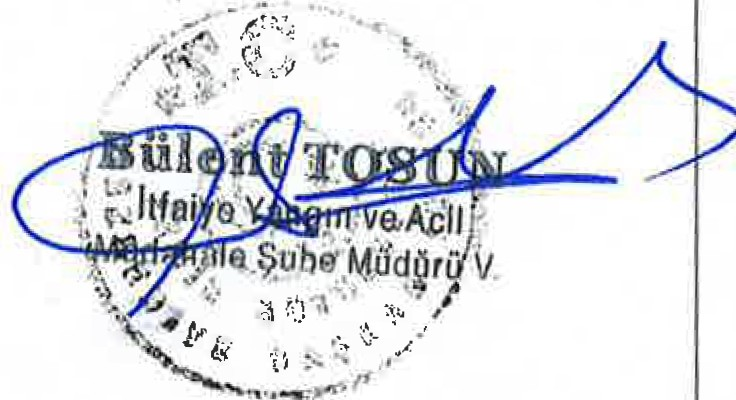 T.C.
Bülent TOSUN
İtfaiye Yangın ve Acil
Müdahale Şube Müdürü V.